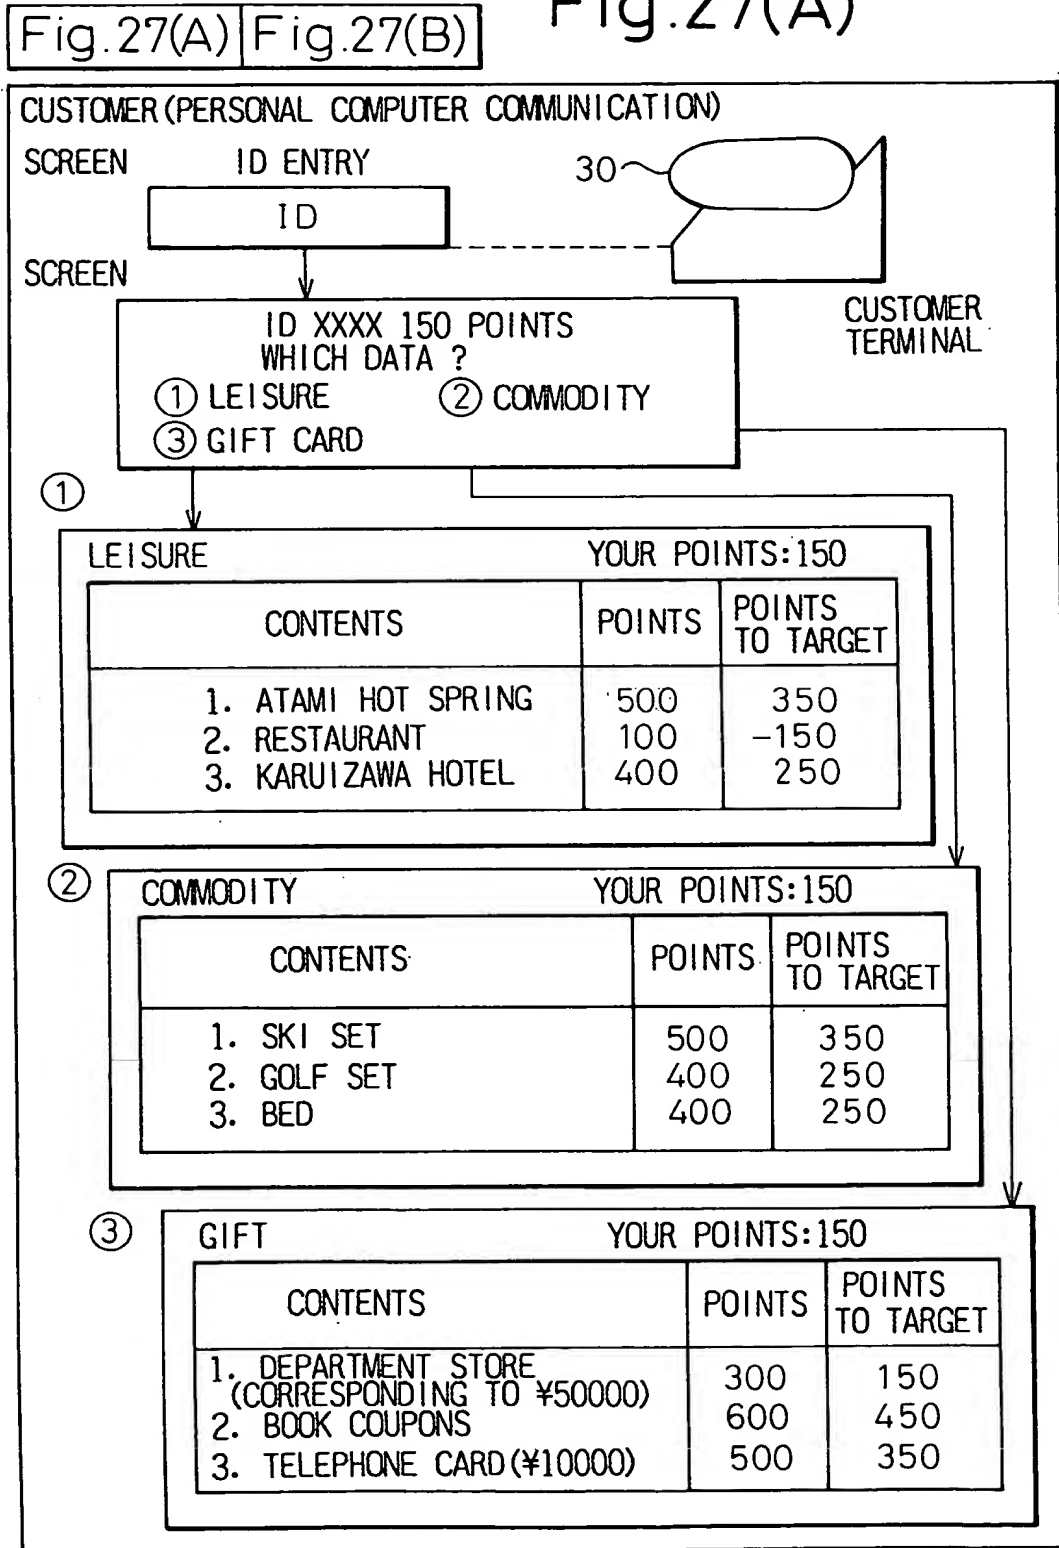 Fig.27(A)
Fig.27(A) Fig.27(B)
CUSTOMER(PERSONAL COMPUTER COMMUNICATION)
SCREEN ID ENTRY 30
ID
SCREEN
CUSTOMER
TERMINAL
ID XXXX 150 POINTS
WHICH DATA ?
① LEISURE ② COMMODITY
③ GIFT CARD
①
LEISURE YOUR POINTS:150
CONTENTS POINTS POINTS TO TARGET
1. ATAMI HOT SPRING 500 350
2. RESTAURANT 100 -150
3. KARUIZAWA HOTEL 400 250
②
COMMODITY YOUR POINTS:150
CONTENTS POINTS POINTS TO TARGET
1. SKI SET 500 350
2. GOLF SET 400 250
3. BED 400 250
③
GIFT YOUR POINTS:150
CONTENTS POINTS POINTS TO TARGET
1. DEPARTMENT STORE 300 150
(CORRESPONDING TO ¥50000)
2. BOOK COUPONS 600 450
3. TELEPHONE CARD(¥10000) 500 350